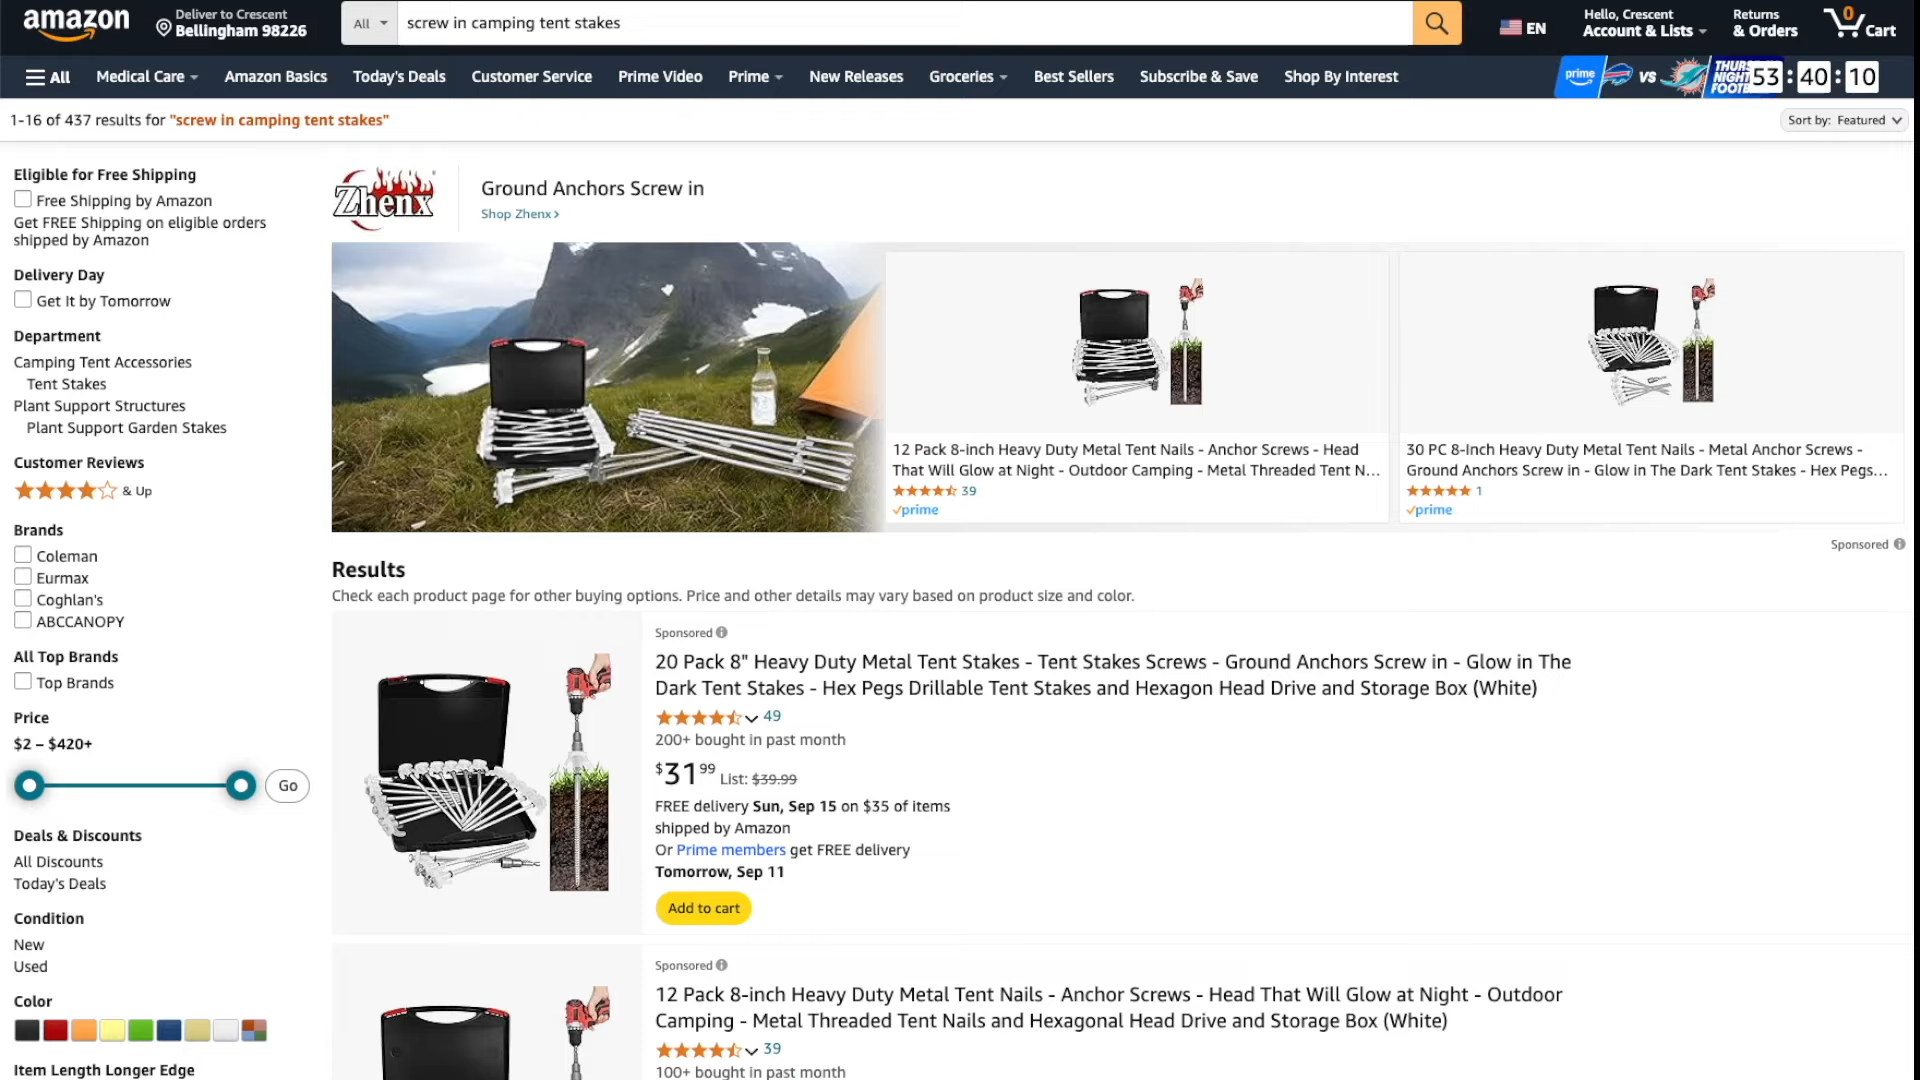 amazon
Deliver to Crescent
Bellingham 98226
All
screw in camping tent stakes
EN
Hello, Crescent
Account & Lists
Returns
& Orders
0
Cart
All
Medical Care
Amazon Basics
Today's Deals
Customer Service
Prime Video
Prime
New Releases
Groceries
Best Sellers
Subscribe & Save
Shop By Interest
prime
VS
53 : 40 : 10
1-16 of 437 results for "screw in camping tent stakes"
Sort by: Featured
Eligible for Free Shipping
Free Shipping by Amazon
Get FREE Shipping on eligible orders
shipped by Amazon
Delivery Day
Get It by Tomorrow
Department
Camping Tent Accessories
Tent Stakes
Plant Support Structures
Plant Support Garden Stakes
Customer Reviews
& Up
Brands
Coleman
Eurmax
Coghlan's
ABCCANOPY
All Top Brands
Top Brands
Price
$2 – $420+
Go
Deals & Discounts
All Discounts
Today's Deals
Condition
New
Used
Color
Item Length Longer Edge
Zhenx
Ground Anchors Screw in
Shop Zhenx ›
12 Pack 8-inch Heavy Duty Metal Tent Nails - Anchor Screws - Head
That Will Glow at Night - Outdoor Camping - Metal Threaded Tent N...
39
prime
30 PC 8-Inch Heavy Duty Metal Tent Nails - Metal Anchor Screws -
Ground Anchors Screw in - Glow in The Dark Tent Stakes - Hex Pegs...
1
prime
Sponsored
Results
Check each product page for other buying options. Price and other details may vary based on product size and color.
Sponsored
20 Pack 8" Heavy Duty Metal Tent Stakes - Tent Stakes Screws - Ground Anchors Screw in - Glow in The
Dark Tent Stakes - Hex Pegs Drillable Tent Stakes and Hexagon Head Drive and Storage Box (White)
49
200+ bought in past month
$31.99 List: $39.99
FREE delivery Sun, Sep 15 on $35 of items
shipped by Amazon
Or Prime members get FREE delivery
Tomorrow, Sep 11
Add to cart
Sponsored
12 Pack 8-inch Heavy Duty Metal Tent Nails - Anchor Screws - Head That Will Glow at Night - Outdoor
Camping - Metal Threaded Tent Nails and Hexagonal Head Drive and Storage Box (White)
39
100+ bought in past month